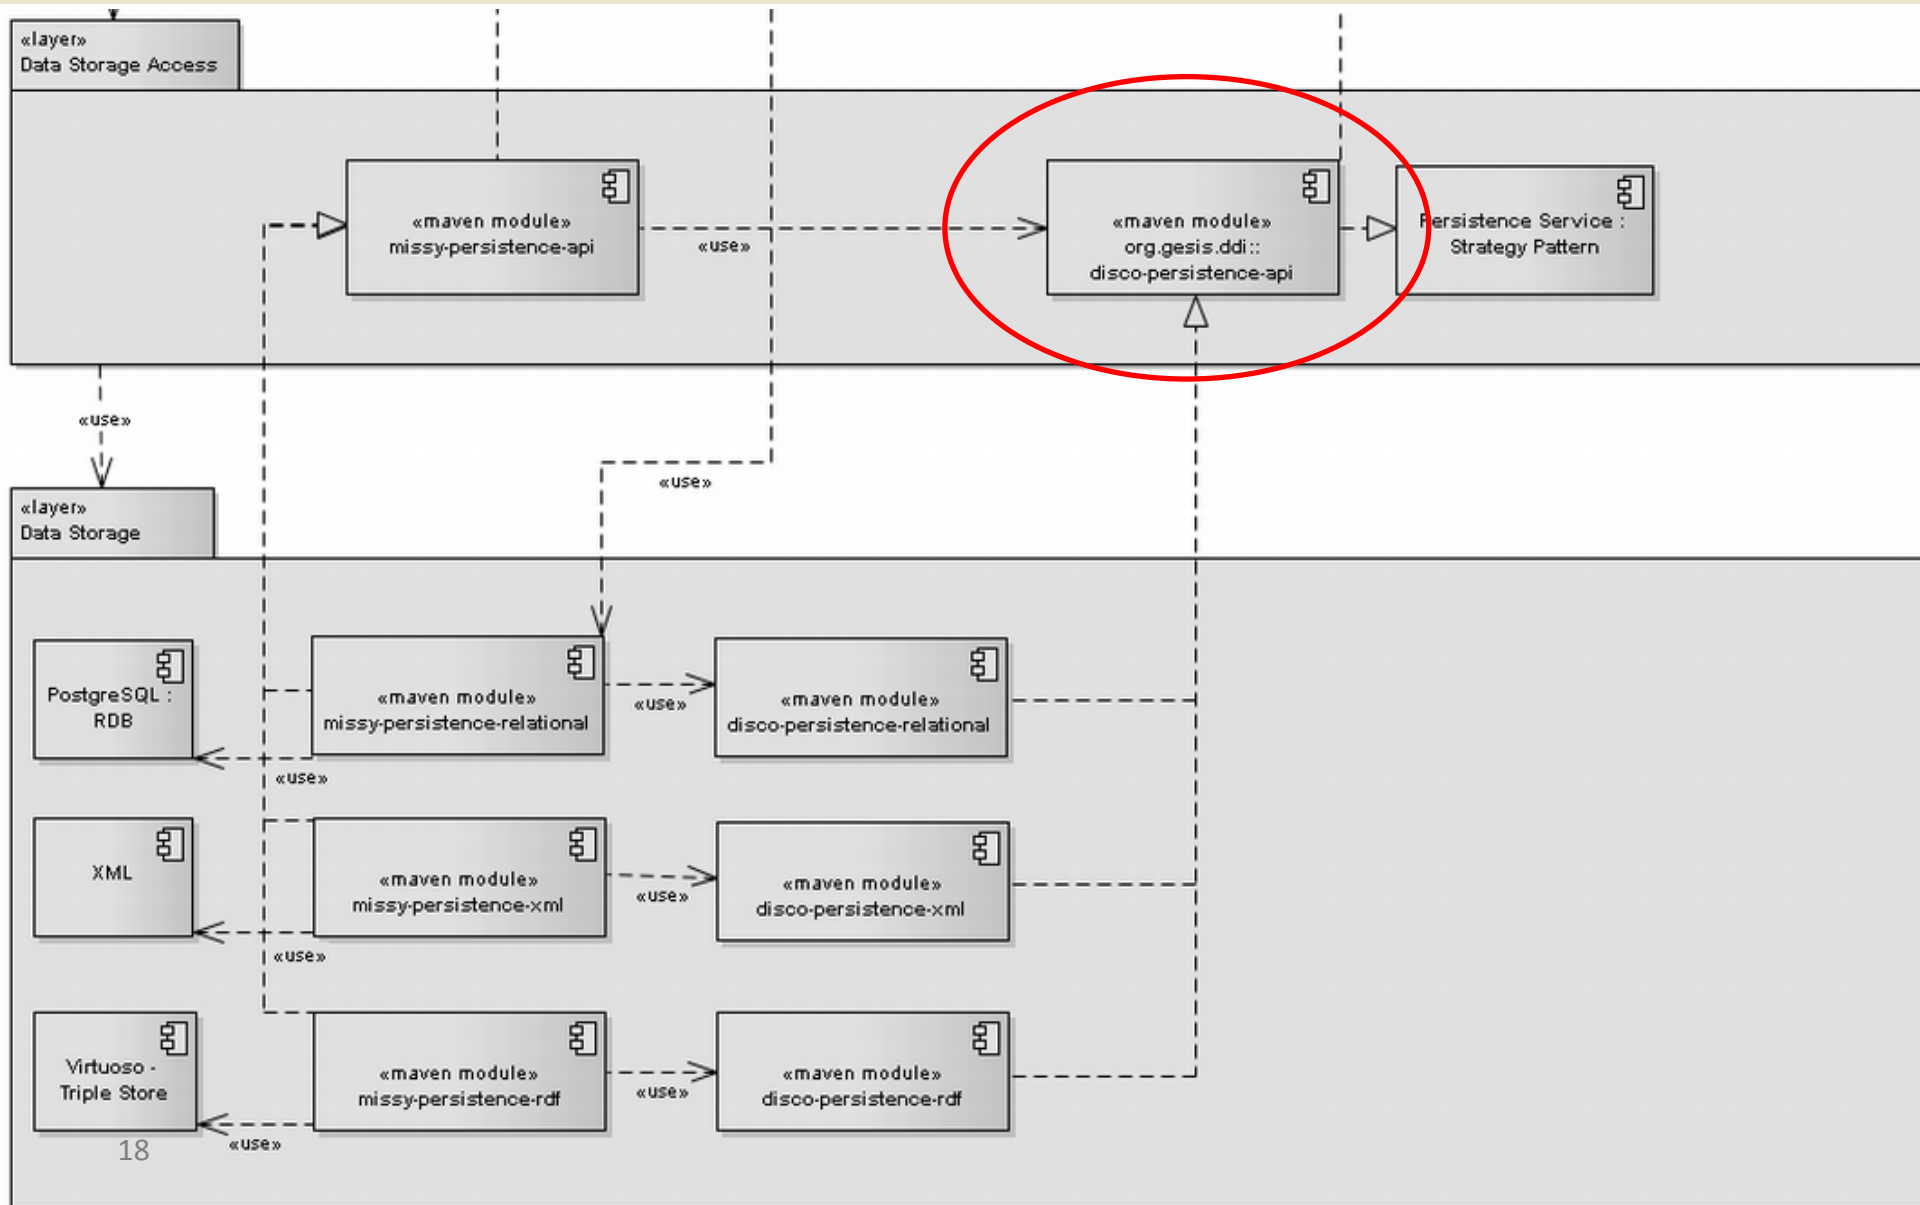 «layer»
Data Storage Access
«maven module»
missy-persistence-api
«use»
«maven module»
org.gesis.ddi::
disco-persistence-api
Persistence Service :
Strategy Pattern
«use»
«use»
«layer»
Data Storage
PostgreSQL :
RDB
«maven module»
missy-persistence-relational
«use»
«maven module»
disco-persistence-relational
«use»
XML
«maven module»
missy-persistence-xml
«use»
«maven module»
disco-persistence-xml
«use»
Virtuoso -
Triple Store
«maven module»
missy-persistence-rdf
«use»
«maven module»
disco-persistence-rdf
«use»
18